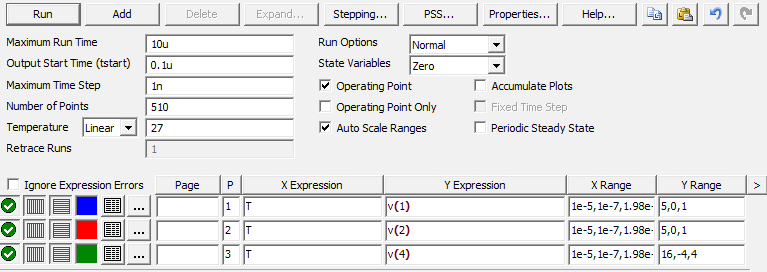 Run Add Delete Expand... Stepping... PSS... Properties... Help...
Maximum Run Time 10u Run Options Normal
Output Start Time (tstart) 0.1u State Variables Zero
Maximum Time Step 1n Operating Point Accumulate Plots
Number of Points 510 Operating Point Only Fixed Time Step
Temperature Linear 27 Auto Scale Ranges Periodic Steady State
Retrace Runs 1
Ignore Expression Errors Page P X Expression Y Expression X Range Y Range >
... 1 T v(1) 1e-5,1e-7,1.98e- 5,0,1
... 2 T v(2) 1e-5,1e-7,1.98e- 5,0,1
... 3 T v(4) 1e-5,1e-7,1.98e- 16,-4,4